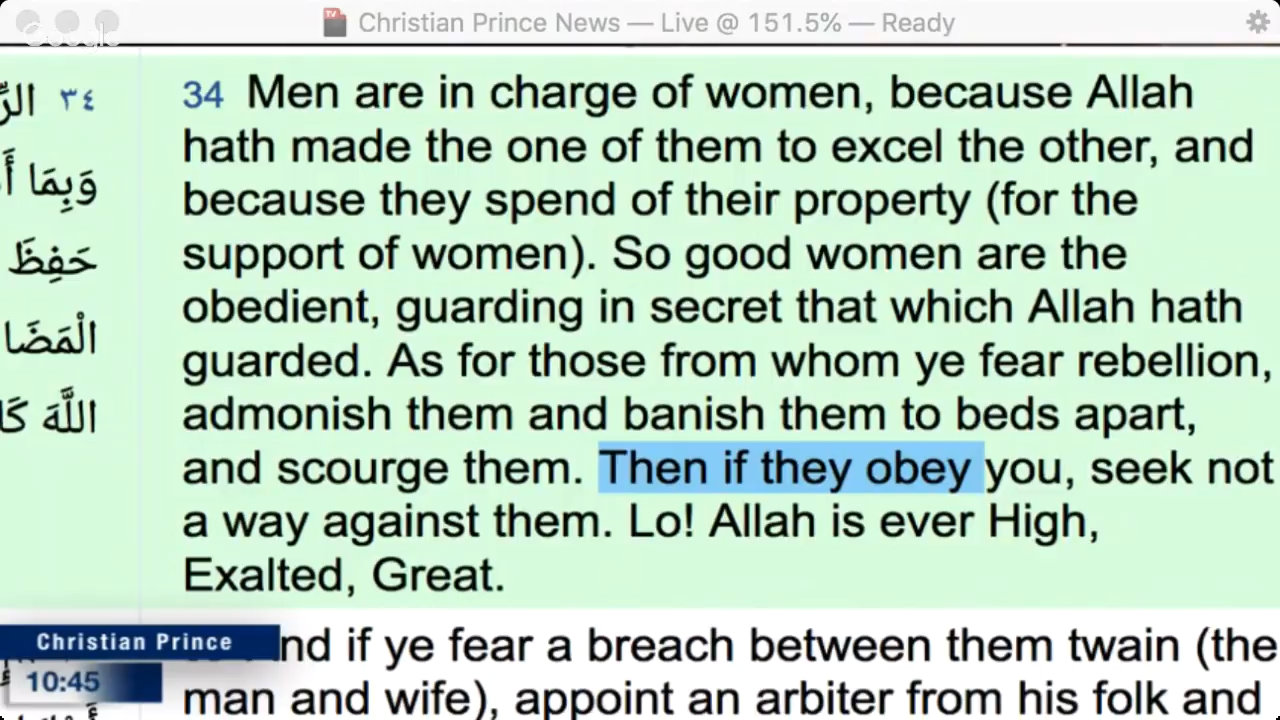 Christian Prince News — Live @ 151.5% — Ready
Google
٣٤
34 Men are in charge of women, because Allah
hath made the one of them to excel the other, and
وَبِمَا
because they spend of their property (for the
support of women). So good women are the
حَفِظَ
obedient, guarding in secret that which Allah hath
guarded. As for those from whom ye fear rebellion,
admonish them and banish them to beds apart,
اللَّهَ
and scourge them. Then if they obey you, seek not
a way against them. Lo! Allah is ever High,
Exalted, Great.
Christian Prince
if ye fear a breach between them twain (the
10:45
man and wife), appoint an arbiter from his folk and